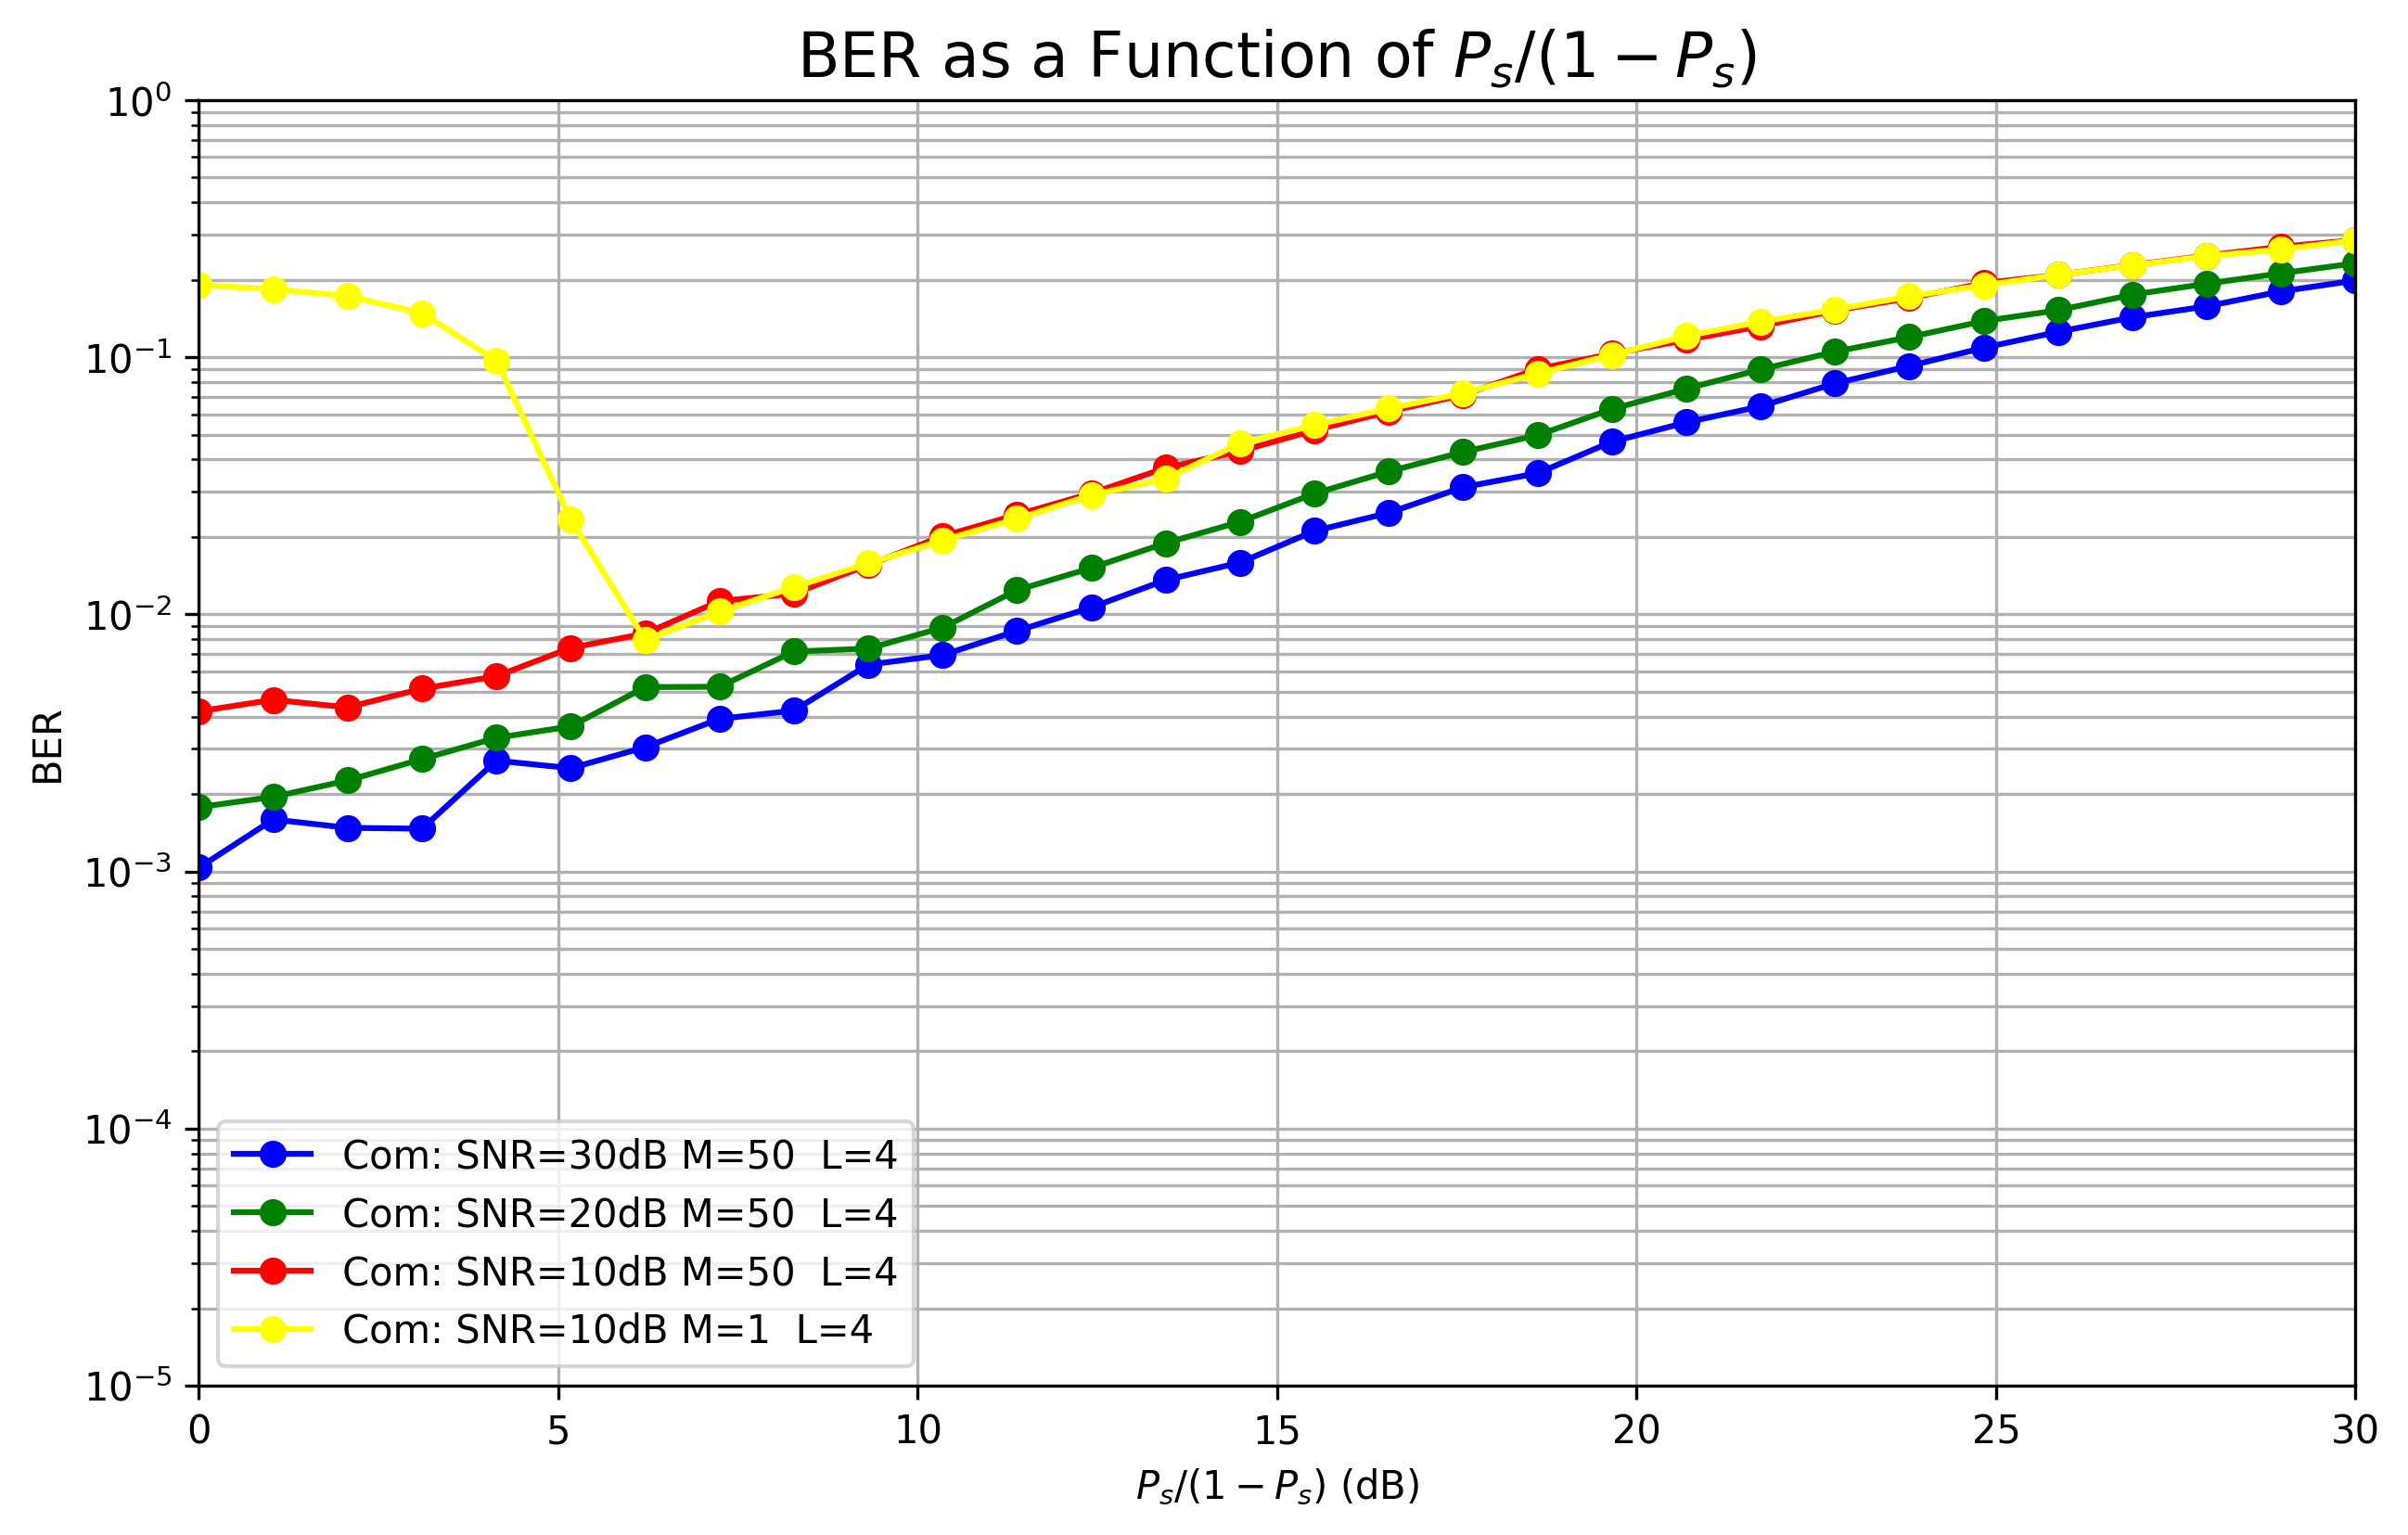 BER as a Function of Pₛ/(1 − Pₛ)
10⁰
10⁻¹
10⁻²
10⁻³
10⁻⁴
10⁻⁵
BER
Com: SNR=30dB M=50  L=4
Com: SNR=20dB M=50  L=4
Com: SNR=10dB M=50  L=4
Com: SNR=10dB M=1  L=4
0 5 10 15 20 25 30
Pₛ/(1 − Pₛ) (dB)